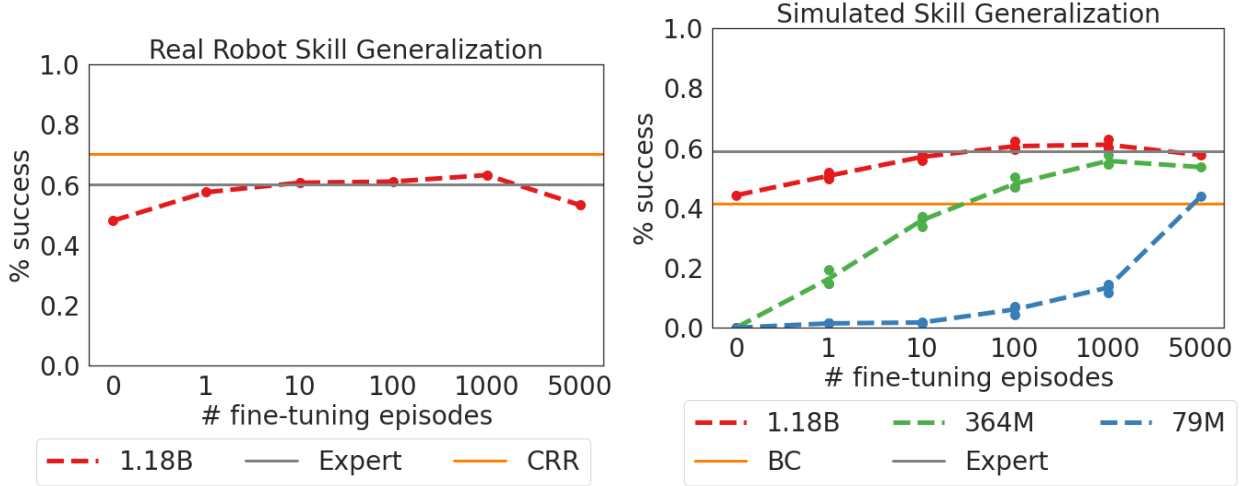 Real Robot Skill Generalization
% success
1.0
0.8
0.6
0.4
0.2
0.0
0 1 10 100 1000 5000
# fine-tuning episodes
1.18B Expert CRR
Simulated Skill Generalization
% success
1.0
0.8
0.6
0.4
0.2
0.0
0 1 10 100 1000 5000
# fine-tuning episodes
1.18B 364M 79M
BC Expert